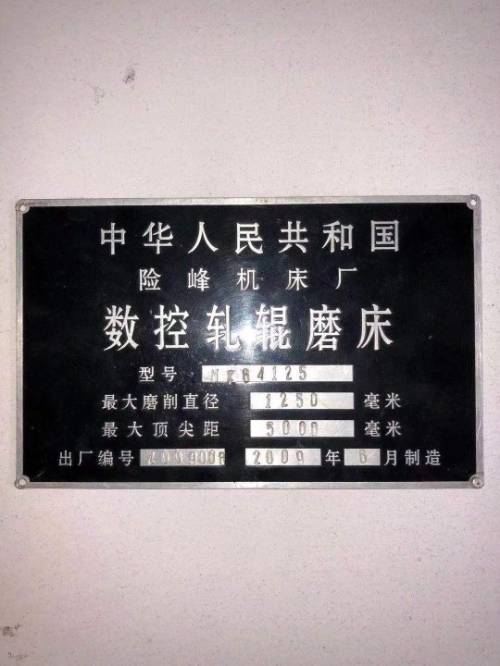 中华人民共和国
险峰机床厂
数控轧辊磨床
型号 MK84125
最大磨削直径 1250 毫米
最大顶尖距 5000 毫米
出厂编号 2009 年 6 月制造